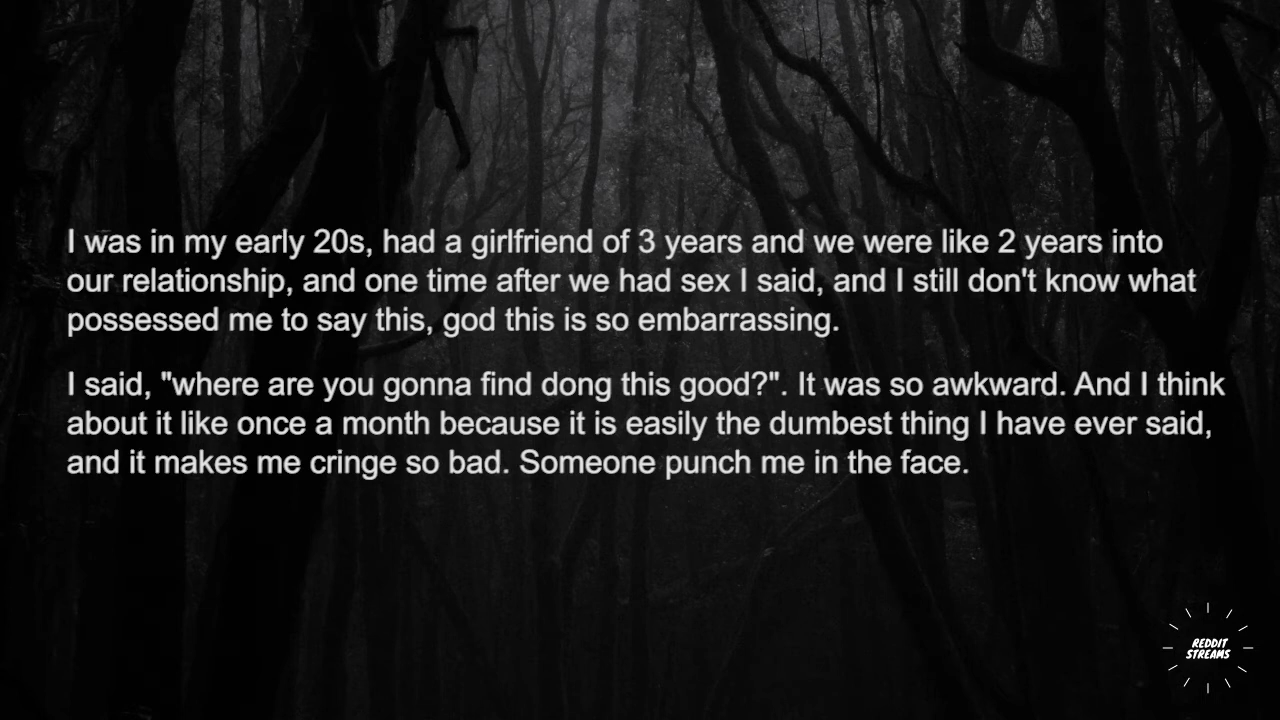 I was in my early 20s, had a girlfriend of 3 years and we were like 2 years into
our relationship, and one time after we had sex I said, and I still don't know what
possessed me to say this, god this is so embarrassing.
I said, "where are you gonna find dong this good?". It was so awkward. And I think
about it like once a month because it is easily the dumbest thing I have ever said,
and it makes me cringe so bad. Someone punch me in the face.
REDDIT
STREAMS